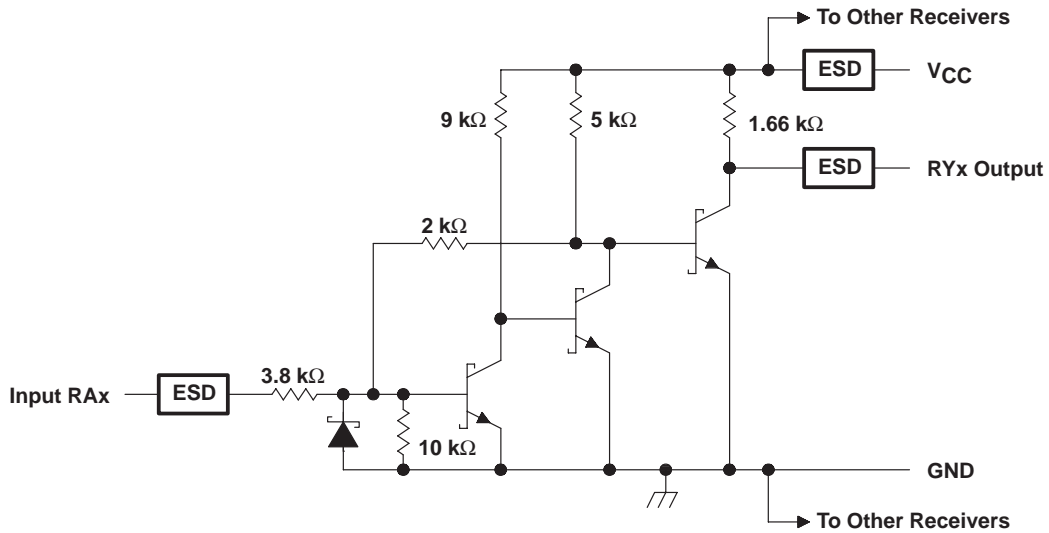 To Other Receivers
ESD
VCC
9 kΩ
5 kΩ
1.66 kΩ
ESD
RYx Output
2 kΩ
Input RAx
ESD
3.8 kΩ
10 kΩ
GND
To Other Receivers